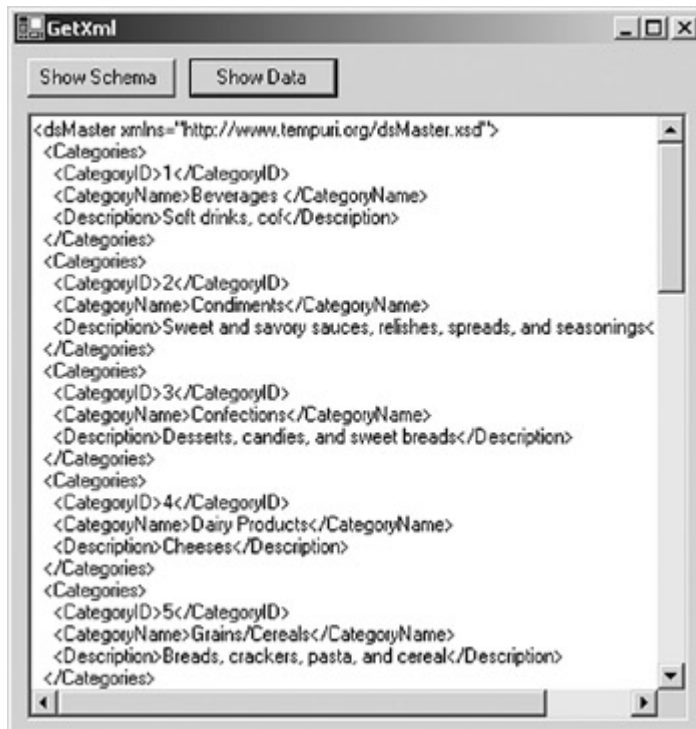 GetXml
Show Schema Show Data
<dsMaster xmlns="http://www.tempuri.org/dsMaster.xsd">
<Categories>
<CategoryID>1</CategoryID>
<CategoryName>Beverages </CategoryName>
<Description>Soft drinks, cof</Description>
</Categories>
<Categories>
<CategoryID>2</CategoryID>
<CategoryName>Condiments</CategoryName>
<Description>Sweet and savory sauces, relishes, spreads, and seasonings<
</Categories>
<Categories>
<CategoryID>3</CategoryID>
<CategoryName>Confections</CategoryName>
<Description>Desserts, candies, and sweet breads</Description>
</Categories>
<Categories>
<CategoryID>4</CategoryID>
<CategoryName>Dairy Products</CategoryName>
<Description>Cheeses</Description>
</Categories>
<Categories>
<CategoryID>5</CategoryID>
<CategoryName>Grains/Cereals</CategoryName>
<Description>Breads, crackers, pasta, and cereal</Description>
</Categories>